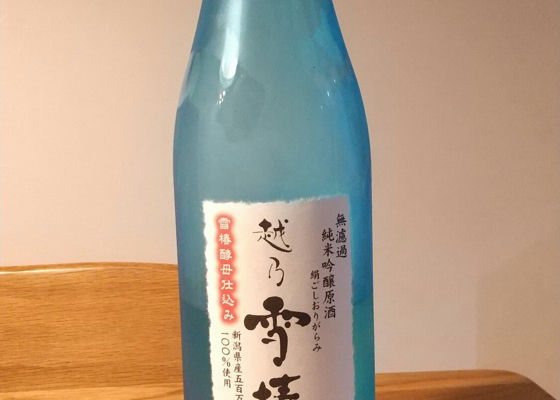 無濾過
純米吟醸原酒
絹ごしおりがらみ
越乃
雪椿
雪椿酵母仕込み
新潟県産五百万
一〇〇%使用